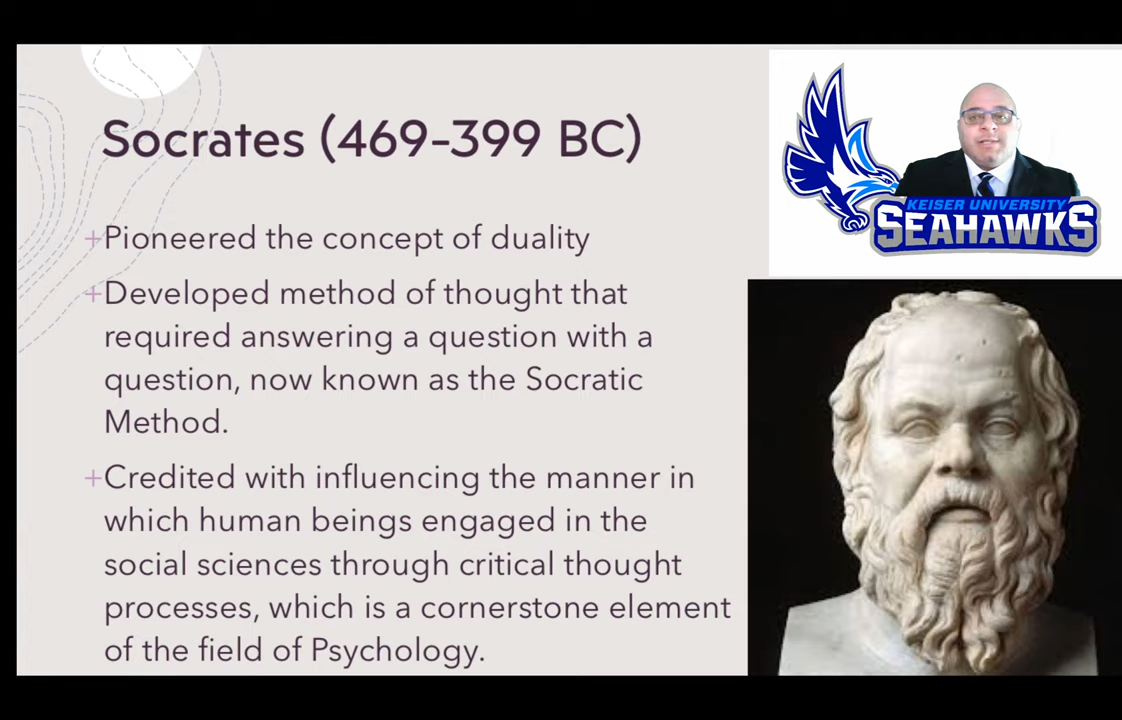 Socrates (469-399 BC)
+Pioneered the concept of duality
+Developed method of thought that
required answering a question with a
question, now known as the Socratic
Method.
+Credited with influencing the manner in
which human beings engaged in the
social sciences through critical thought
processes, which is a cornerstone element
of the field of Psychology.
KEISER UNIVERSITY
SEAHAWKS